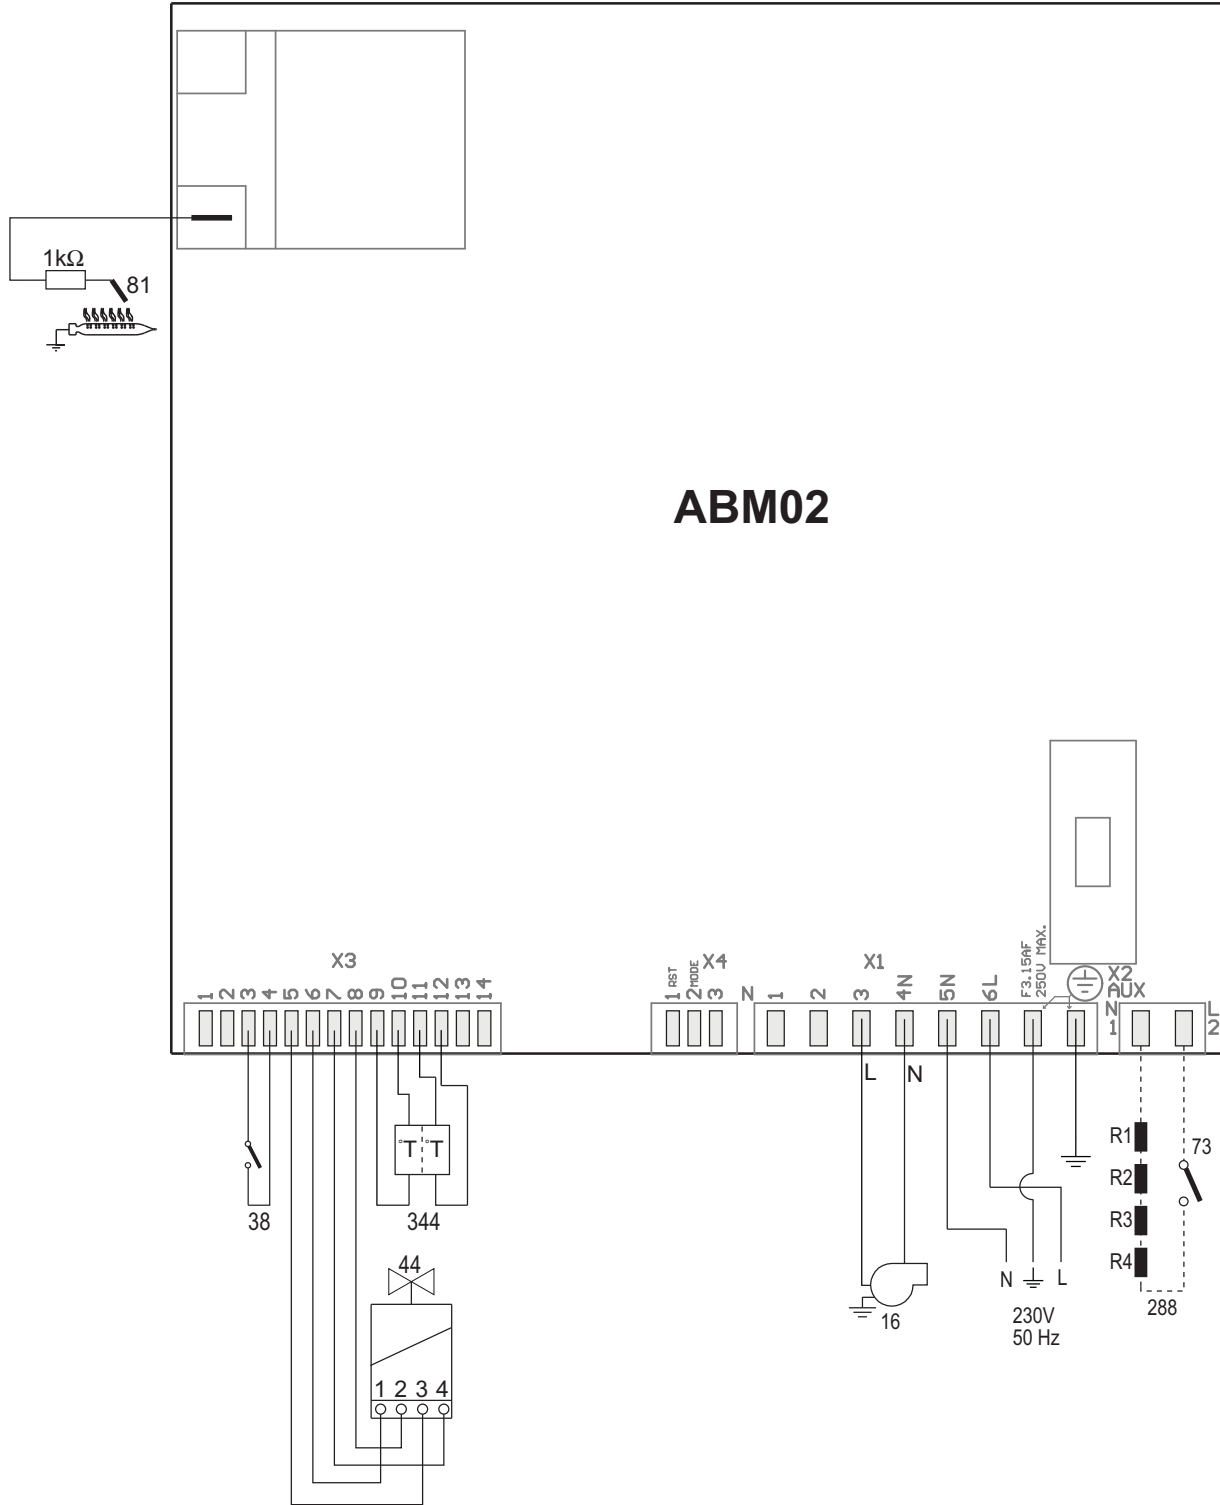 1kΩ
81
ABM02
X3
1 2 3 4 5 6 7 8 9 10 11 12 13 14
X4
1 RST
2 MODE
3
X1
N 1 2 3 4N 5N 6L
F3.15AF
250V MAX.
X2
AUX
N
1
L
2
L N
°T °T
38
344
44
1 2 3 4
16
N L
230V
50 Hz
R1
R2
R3
R4
73
288